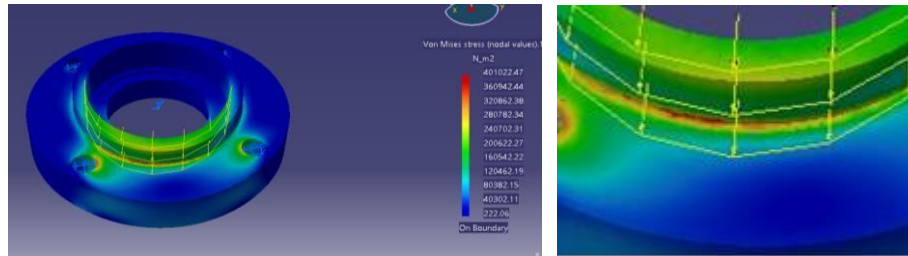 x
Y
Von Mises stress (nodal values).1
N_m2
401022.47
360942.44
320862.38
280782.34
240702.31
200622.27
160542.22
120462.19
80382.15
40302.11
222.06
On Boundary